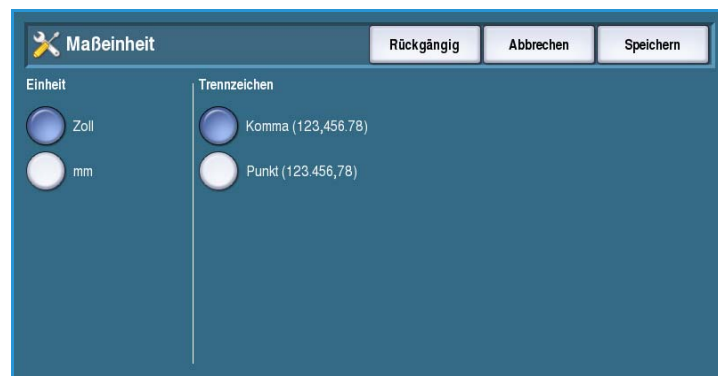 Maßeinheit
Rückgängig
Abbrechen
Speichern
Einheit
Trennzeichen
Zoll
Komma (123,456.78)
mm
Punkt (123.456,78)